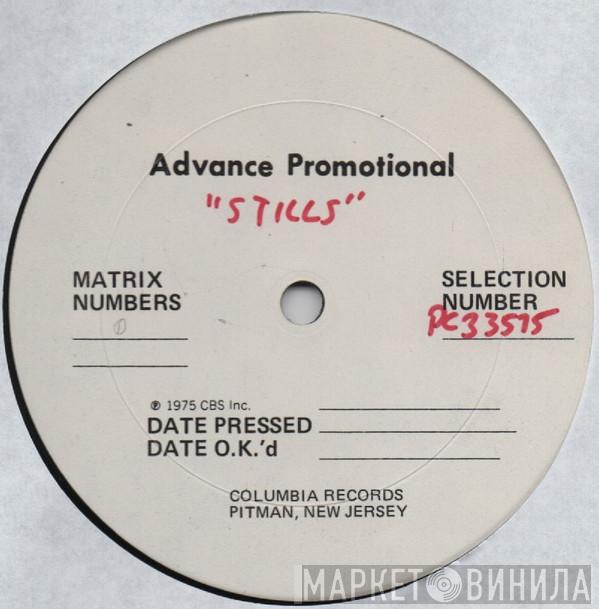 Advance Promotional
"STILLS"
MATRIX
NUMBERS
SELECTION
NUMBER
PC33575
℗ 1975 CBS Inc.
DATE PRESSED
DATE O.K.'d
COLUMBIA RECORDS
PITMAN, NEW JERSEY
МАРКЕТ ВИНИЛА